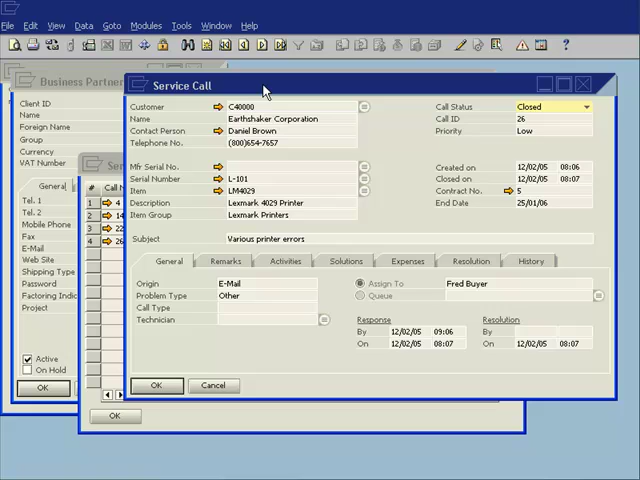 File Edit View Data Goto Modules Tools Window Help
Business Partner
Client ID
Name
Foreign Name
Group
Currency
VAT Number
General
Tel. 1
Tel. 2
Mobile Phone
Fax
E-Mail
Web Site
Shipping Type
Password
Factoring Indic
Project
Active
On Hold
OK
Se
# Call N
1 4
2 14
3 22
4 26
OK
Service Call
Customer C40000 Call Status Closed
Name Earthshaker Corporation Call ID 26
Contact Person Daniel Brown Priority Low
Telephone No. (800)654-7657
Mfr Serial No. Created on 12/02/05 08:06
Serial Number L-101 Closed on 12/02/05 08:07
Item LM4029 Contract No. 5
Description Lexmark 4029 Printer End Date 25/01/06
Item Group Lexmark Printers
Subject Various printer errors
General Remarks Activities Solutions Expenses Resolution History
Origin E-Mail Assign To Fred Buyer
Problem Type Other Queue
Call Type
Technician Response Resolution
By 12/02/05 09:06 By
On 12/02/05 08:07 On 12/02/05 08:07
OK Cancel